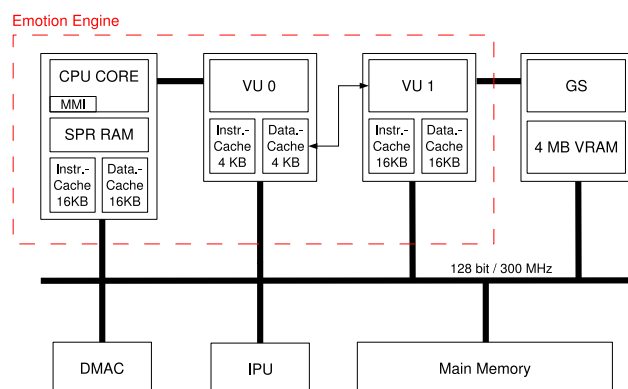 Emotion Engine
CPU CORE
MMI
SPR RAM
Instr.-
Cache
16KB
Data.-
Cache
16KB
VU 0
Instr.-
Cache
4 KB
Data.-
Cache
4 KB
VU 1
Instr.-
Cache
16KB
Data.-
Cache
16KB
GS
4 MB VRAM
128 bit / 300 MHz
DMAC
IPU
Main Memory